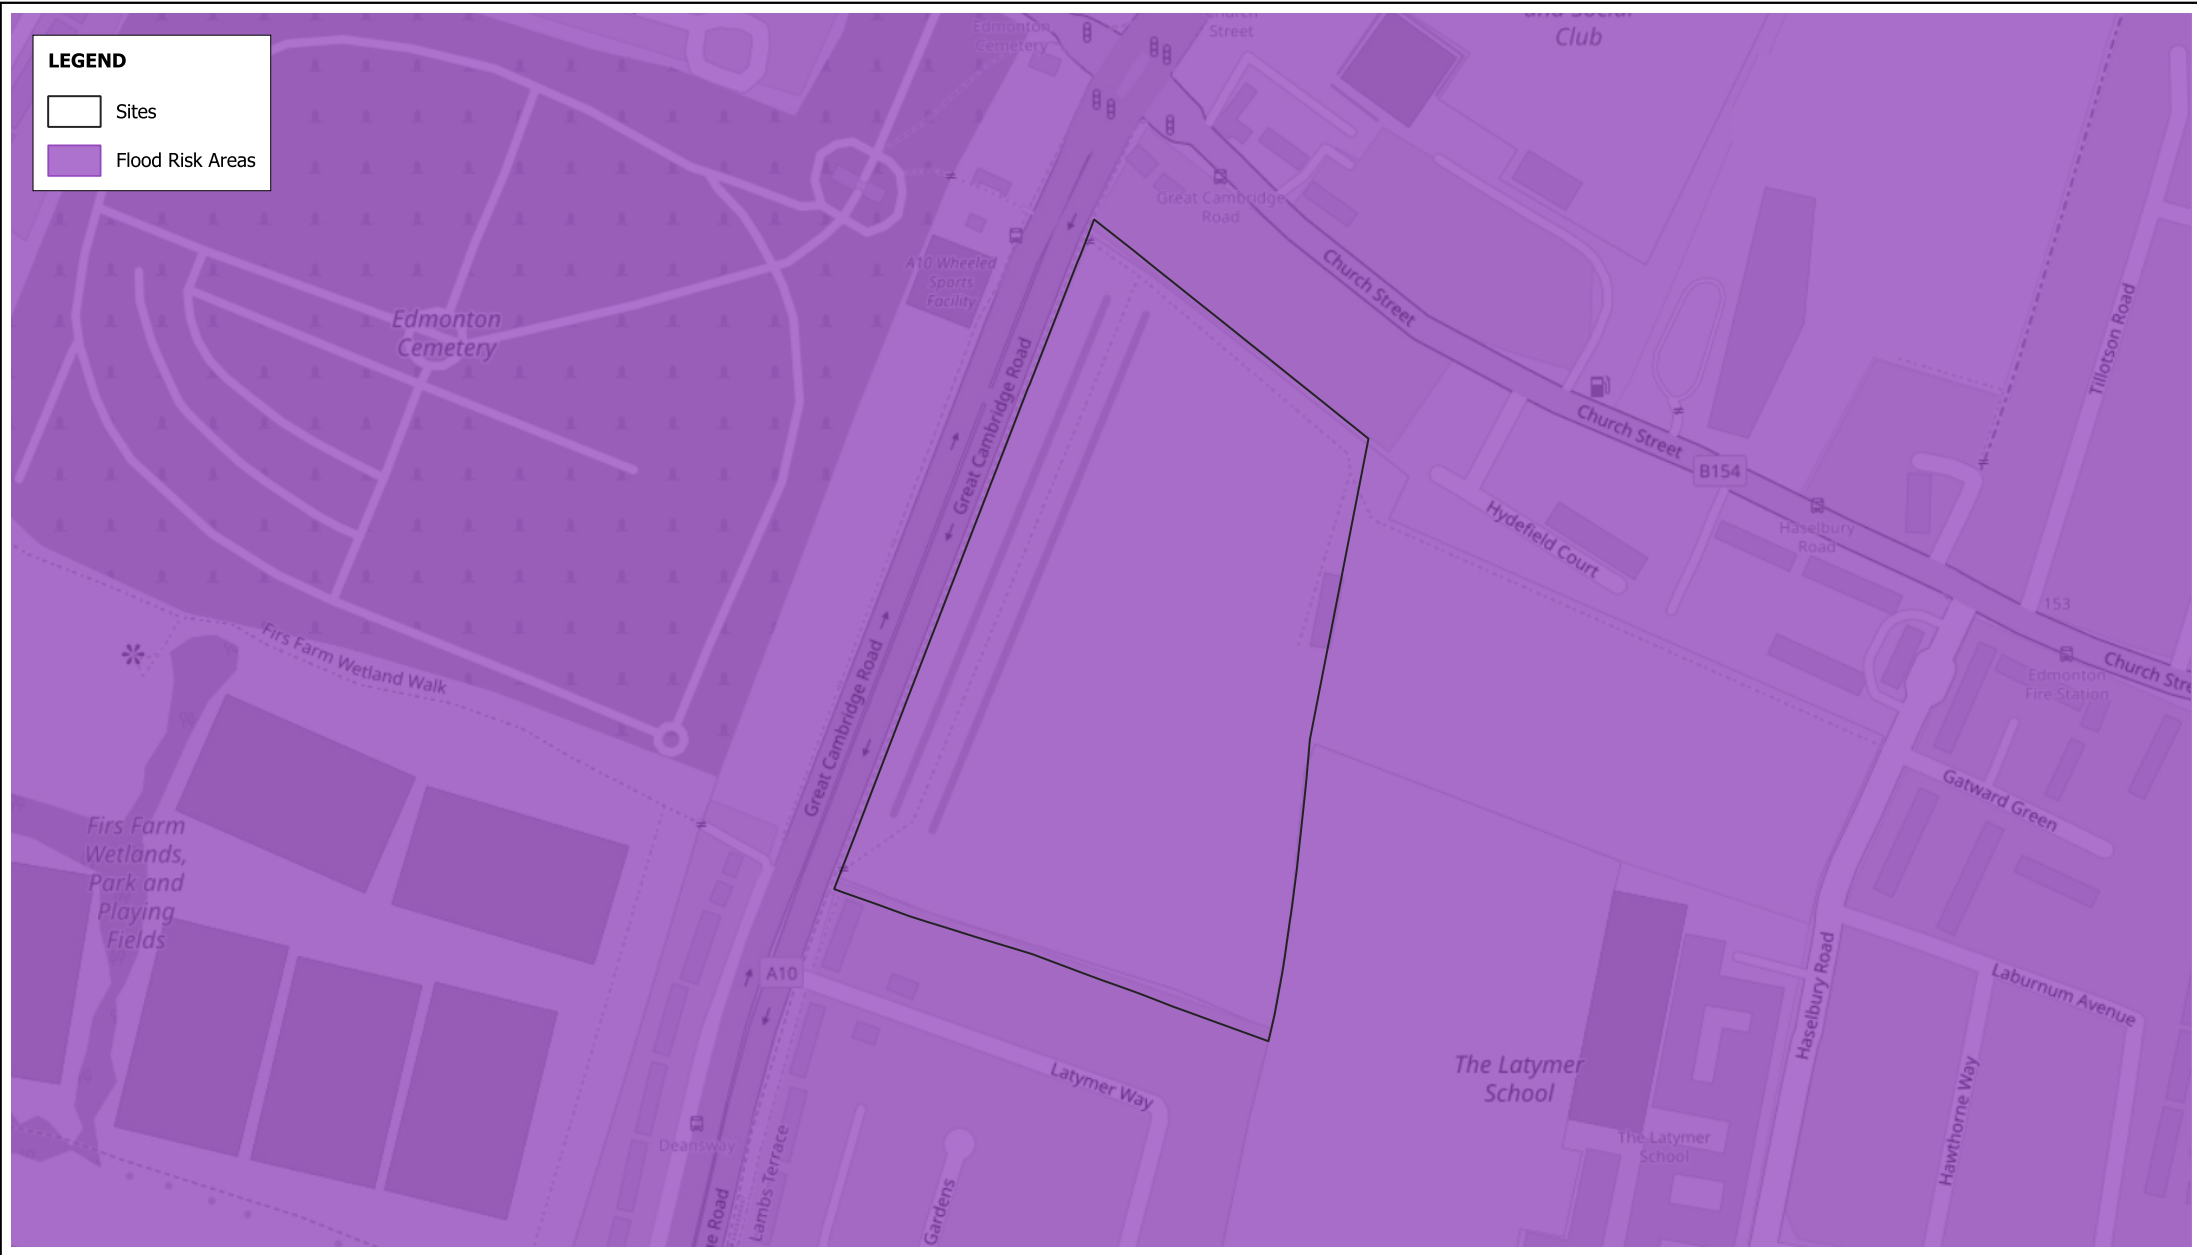 LEGEND
Sites
Flood Risk Areas
Edmonton
Cemetery
Street
Club
Great Cambridge
Road
A10 Wheeled
Sports
Facility
Edmonton
Cemetery
Church Street
Great Cambridge Road
Tillotson Road
Church Street
B154
Haselbury
Road
Hydefield Court
153
Church Stre
Edmonton
Fire Station
Firs Farm Wetland Walk
Great Cambridge Road
Gatward Green
Firs Farm
Wetlands,
Park and
Playing
Fields
A10
Haselbury Road
Laburnum Avenue
The Latymer
School
Latymer Way
Hawthorne Way
Deansway
The Latymer
School
Lambs Terrace
Gardens
e Road